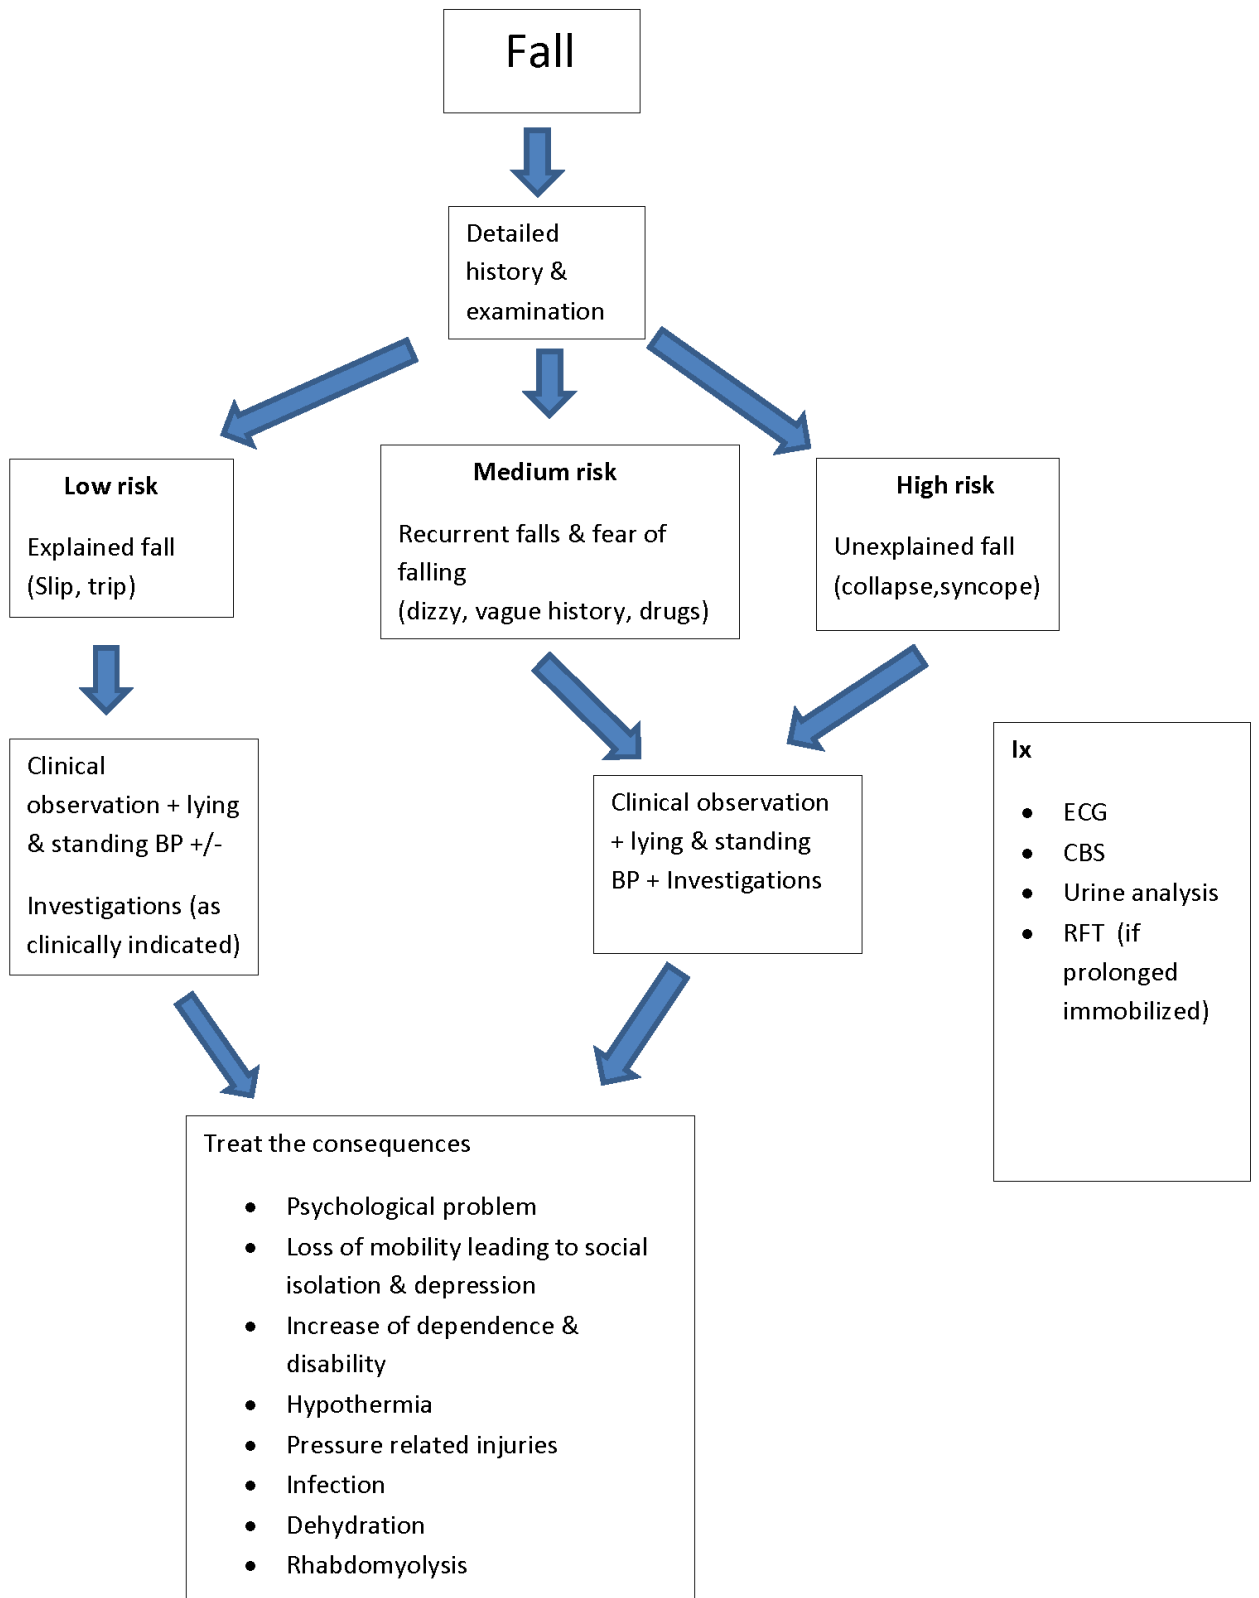 Fall
Detailed
history &
examination
Low risk
Explained fall
(Slip, trip)
Medium risk
Recurrent falls & fear of
falling
(dizzy, vague history, drugs)
High risk
Unexplained fall
(collapse,syncope)
Clinical
observation + lying
& standing BP +/-
Investigations (as
clinically indicated)
Clinical observation
+ lying & standing
BP + Investigations
Ix
• ECG
• CBS
• Urine analysis
• RFT (if
prolonged
immobilized)
Treat the consequences
• Psychological problem
• Loss of mobility leading to social
isolation & depression
• Increase of dependence &
disability
• Hypothermia
• Pressure related injuries
• Infection
• Dehydration
• Rhabdomyolysis